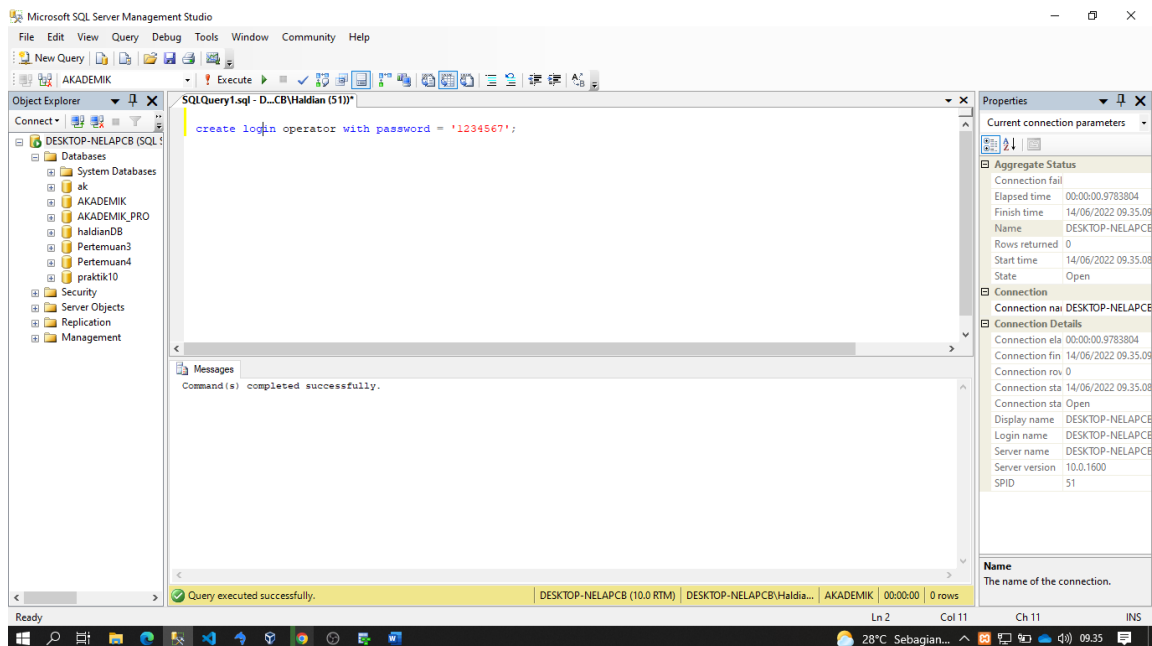 Microsoft SQL Server Management Studio
File Edit View Query Debug Tools Window Community Help
New Query
AKADEMIK Execute
Object Explorer
Connect
DESKTOP-NELAPCB (SQL S
Databases
System Databases
ak
AKADEMIK
AKADEMIK_PRO
haldianDB
Pertemuan3
Pertemuan4
praktik10
Security
Server Objects
Replication
Management
SQLQuery1.sql - D...CB\Haldian (51))*
create login operator with password = '1234567';
Messages
Command(s) completed successfully.
Query executed successfully. DESKTOP-NELAPCB (10.0 RTM) DESKTOP-NELAPCB\Haldia... AKADEMIK 00:00:00 0 rows
Properties
Current connection parameters
Aggregate Status
Connection fail
Elapsed time 00:00:00.9783804
Finish time 14/06/2022 09.35.09
Name DESKTOP-NELAPCB
Rows returned 0
Start time 14/06/2022 09.35.08
State Open
Connection
Connection nar DESKTOP-NELAPCB
Connection Details
Connection ela 00:00:00.9783804
Connection fin 14/06/2022 09.35.09
Connection rov 0
Connection sta 14/06/2022 09.35.08
Connection sta Open
Display name DESKTOP-NELAPCB
Login name DESKTOP-NELAPCB
Server name DESKTOP-NELAPCB
Server version 10.0.1600
SPID 51
Name
The name of the connection.
Ready Ln 2 Col 11 Ch 11 INS
28°C Sebagian... 09.35